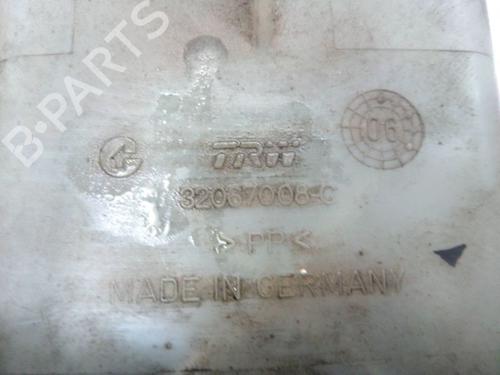 B-PARTS
06
TRW
32067008-C
>PP<
MADE IN GERMANY